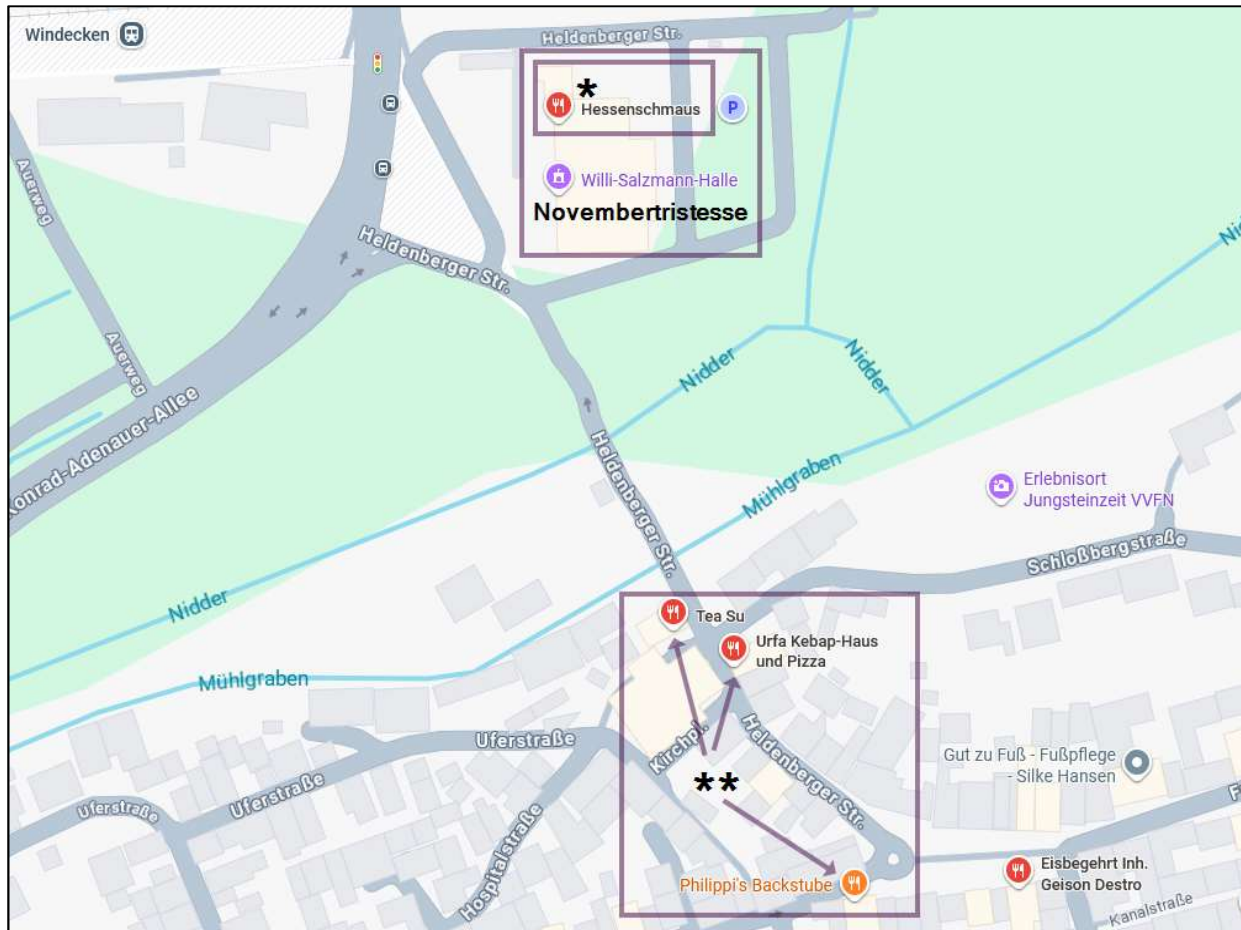 Windecken
Heldenberger Str.
*
Hessenschmaus
P
Willi-Salzmann-Halle
Novembertristesse
Auerweg
Heldenberger Str.
Nidder
Auerweg
Nidder
Nidder
Konrad-Adenauer-Allee
Heldenberger Str.
Mühlgraben
Erlebnisort
Jungsteinzeit VVFN
Schloßbergstraße
Nidder
Tea Su
Urfa Kebap-Haus
und Pizza
Mühlgraben
Uferstraße
Kirchpl.
Heldenberger Str.
Gut zu Fuß - Fußpflege
- Silke Hansen
**
Uferstraße
Uferstraße
Hospitalstraße
Philippi's Backstube
Eisbegehrt Inh.
Geison Destro
Kanalstraße